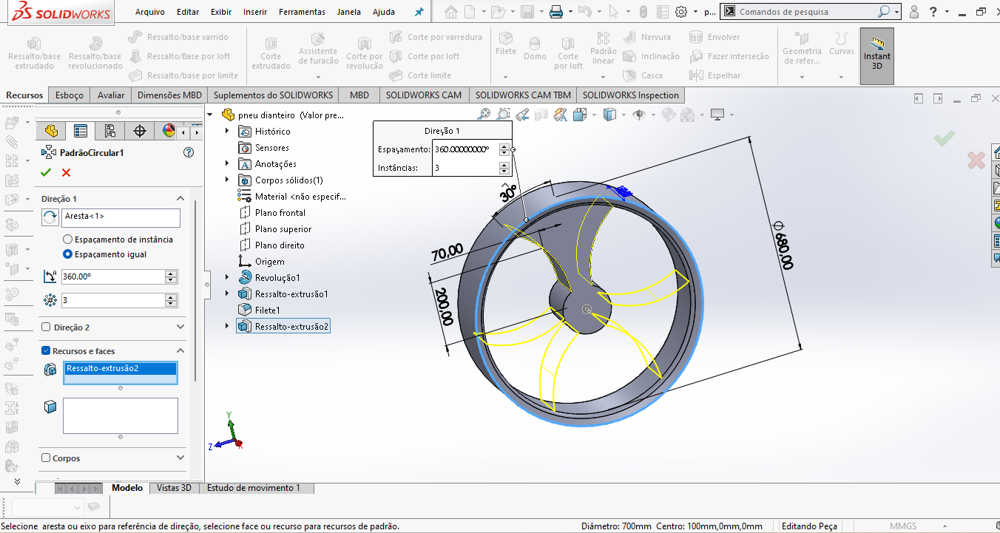 SOLIDWORKS
Arquivo Editar Exibir Inserir Ferramentas Janela Ajuda
p...
Comandos de pesquisa
?
Ressalto/base extrudado
Ressalto/base revolucionado
Ressalto/base varrido
Ressalto/Base por loft
Ressalto/base por limite
Corte extrudado
Assistente de furação
Corte por revolução
Corte por varredura
Corte por loft
Corte limite
Filete
Domo
Corte por loft
Padrão linear
Nervura
Inclinação
Casca
Envolver
Fazer interseção
Espelhar
Geometria de refer...
Curvas
Instant 3D
Recursos Esboço Avaliar Dimensões MBD Suplementos do SOLIDWORKS MBD SOLIDWORKS CAM SOLIDWORKS CAM TBM SOLIDWORKS Inspection
PadrãoCircular1
?
Direção 1
Aresta<1>
Espaçamento de instância
Espaçamento igual
360.00º
3
Direção 2
Recursos e faces
Ressalto-extrusão2
Corpos
pneu dianteiro (Valor pre...
Histórico
Sensores
Anotações
Corpos sólidos(1)
Material <não especif...
Plano frontal
Plano superior
Plano direito
Origem
Revolução1
Ressalto-extrusão1
Filete1
Ressalto-extrusão2
Direção 1
Espaçamento: 360.00000000º
Instâncias: 3
30°
70,00
200,00
Ø680,00
Y
Z
X
Modelo Vistas 3D Estudo de movimento 1
Selecione aresta ou eixo para referência de direção, selecione face ou recurso para recursos de padrão.
Diâmetro: 700mm Centro: 100mm,0mm,0mm
Editando Peça
MMGS